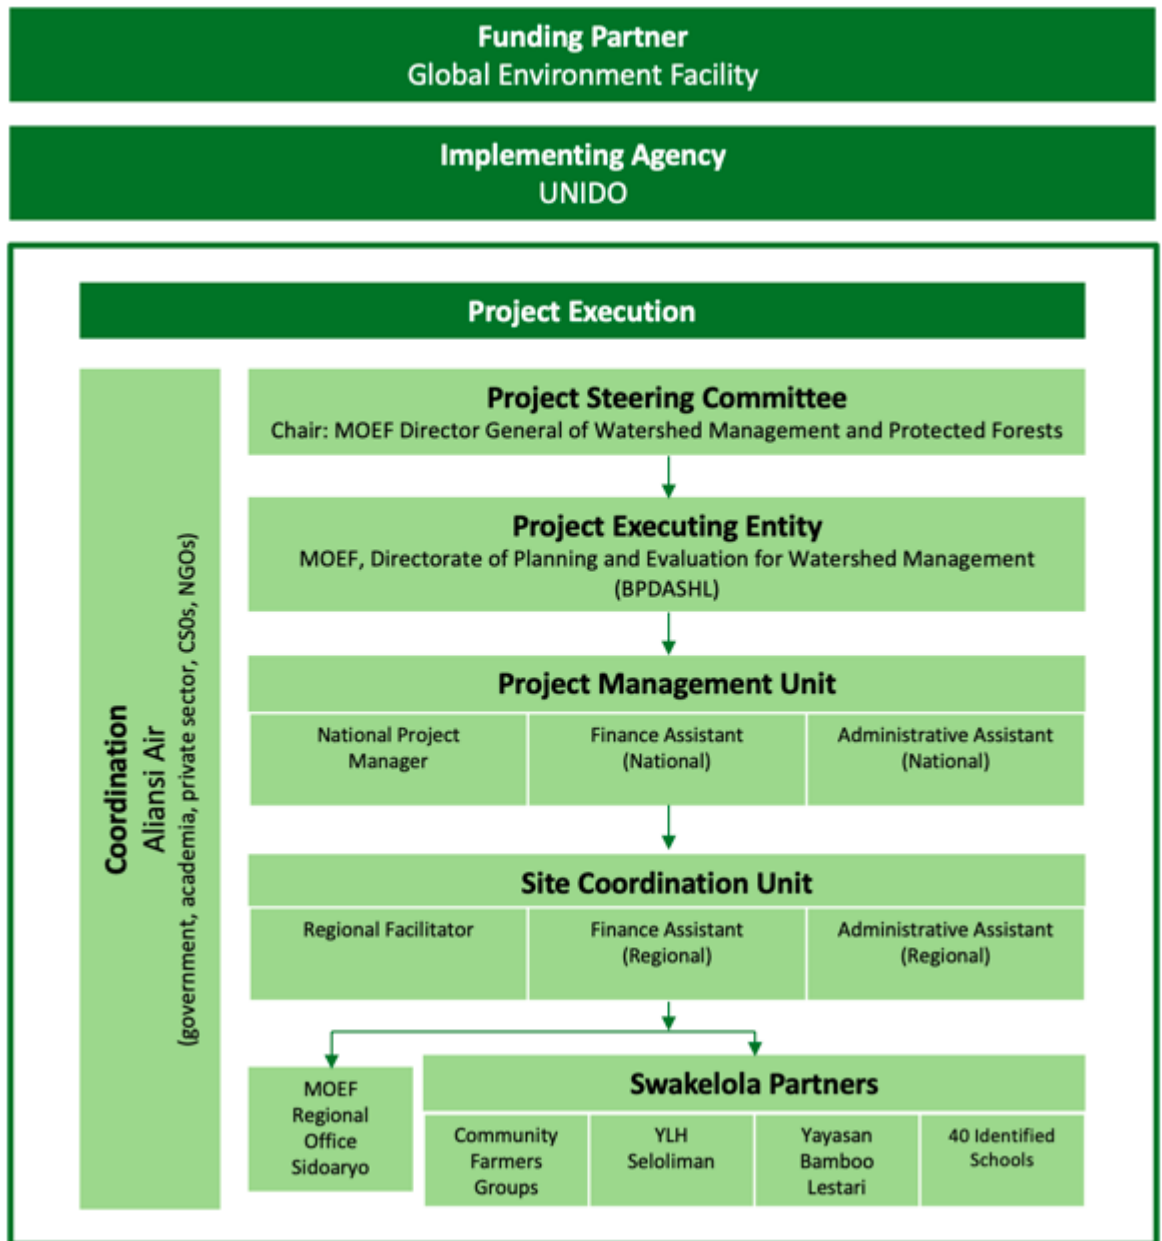 Funding Partner
Global Environment Facility
Implementing Agency
UNIDO
Project Execution
Coordination
Aliansi Air
(government, academia, private sector, CSOs, NGOs)
Project Steering Committee
Chair: MOEF Director General of Watershed Management and Protected Forests
Project Executing Entity
MOEF, Directorate of Planning and Evaluation for Watershed Management
(BPDASHL)
Project Management Unit
National Project
Manager
Finance Assistant
(National)
Administrative Assistant
(National)
Site Coordination Unit
Regional Facilitator
Finance Assistant
(Regional)
Administrative Assistant
(Regional)
MOEF
Regional
Office
Sidoaryo
Swakelola Partners
Community
Farmers
Groups
YLH
Seloliman
Yayasan
Bamboo
Lestari
40 Identified
Schools